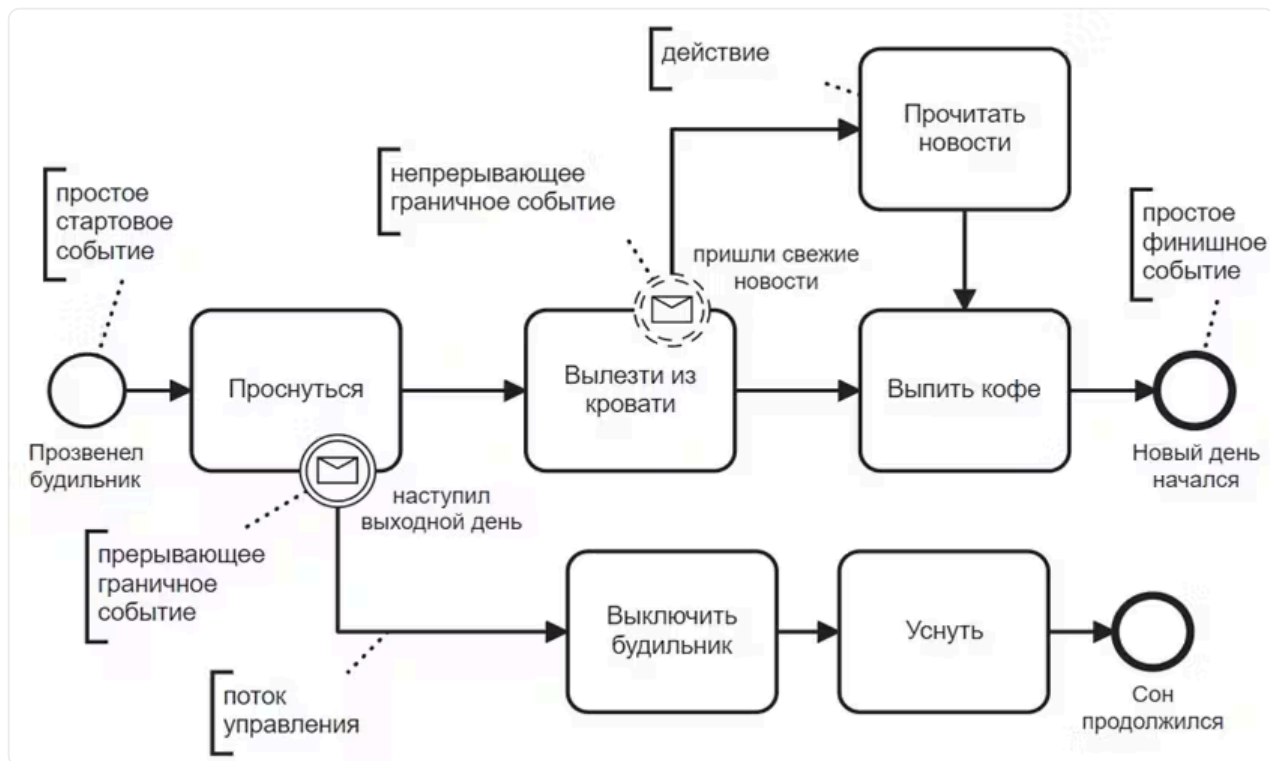 действие
Прочитать
новости
непрерывающее
граничное событие
простое
стартовое
событие
простое
финишное
событие
пришли свежие
новости
Проснуться
Вылезти из
кровати
Выпить кофе
Прозвенел
будильник
Новый день
начался
наступил
выходной день
прерывающее
граничное
событие
Выключить
будильник
Уснуть
поток
управления
Сон
продолжился